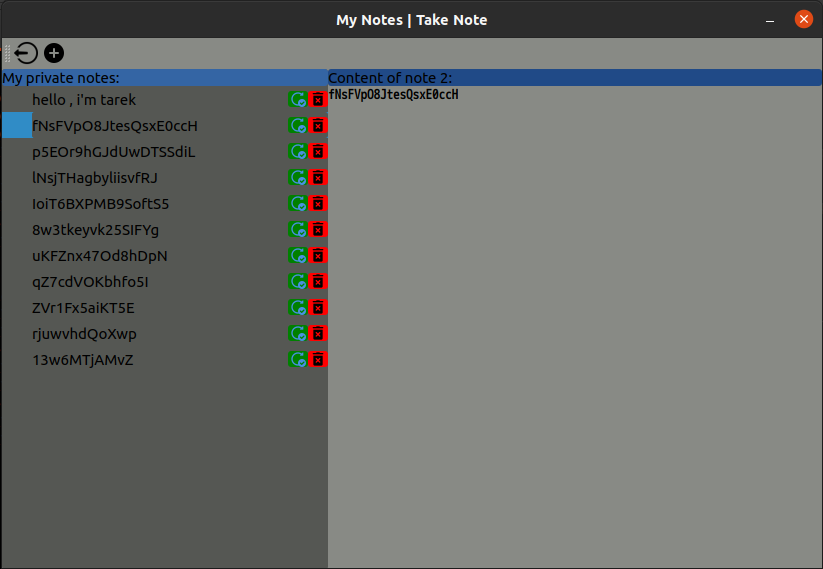 My Notes | Take Note
My private notes:
hello , i'm tarek
fNsFVpO8JtesQsxE0ccH
p5EOr9hGJdUwDTSSdiL
lNsjTHagbyliisvfRJ
IoiT6BXPMB9SoftS5
8w3tkeyvk25SIFYg
uKFZnx47Od8hDpN
qZ7cdVOKbhfo5I
ZVr1Fx5aiKT5E
rjuwvhdQoXwp
13w6MTjAMvZ
Content of note 2:
fNsFVpO8JtesQsxE0ccH